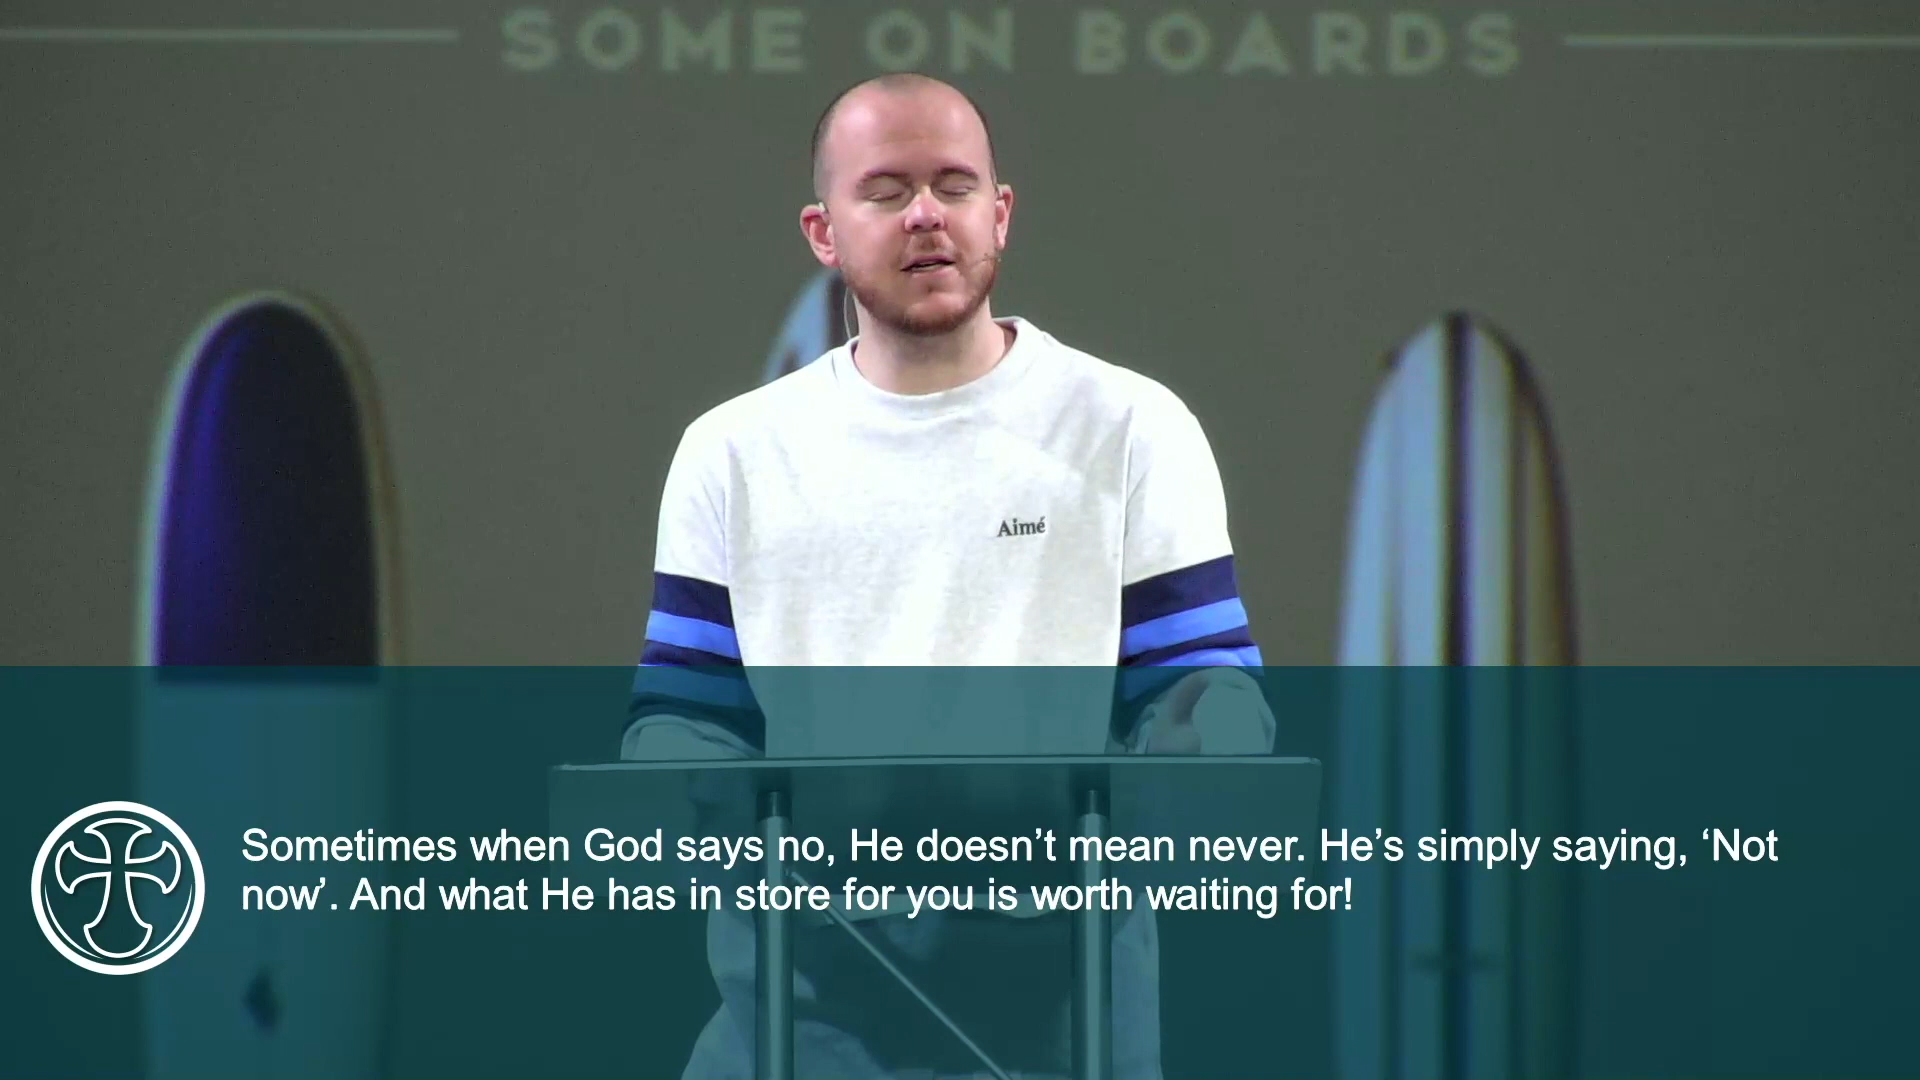 SOME ON BOARDS
Aimé
Sometimes when God says no, He doesn’t mean never. He’s simply saying, ‘Not
now’. And what He has in store for you is worth waiting for!